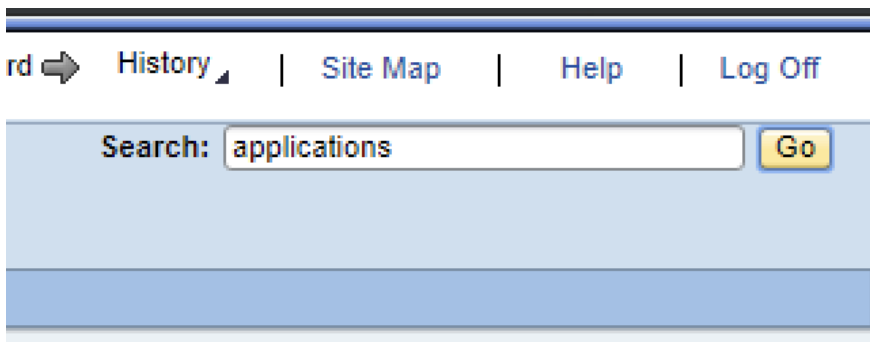 rd History | Site Map | Help | Log Off
Search: applications Go